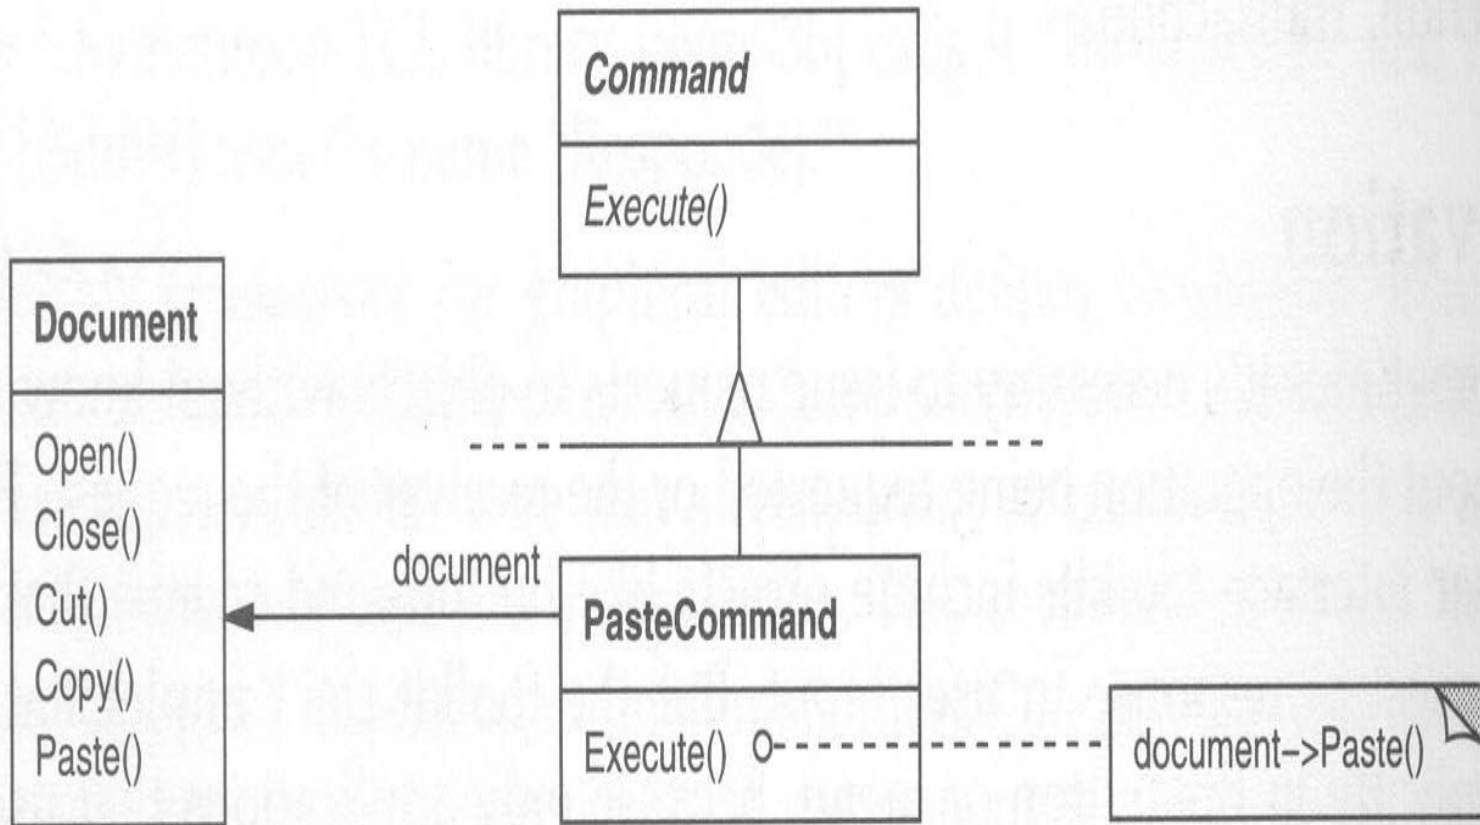 Command
Execute()
Document
Open()
Close()
Cut()
Copy()
Paste()
document
PasteCommand
Execute()
document->Paste()